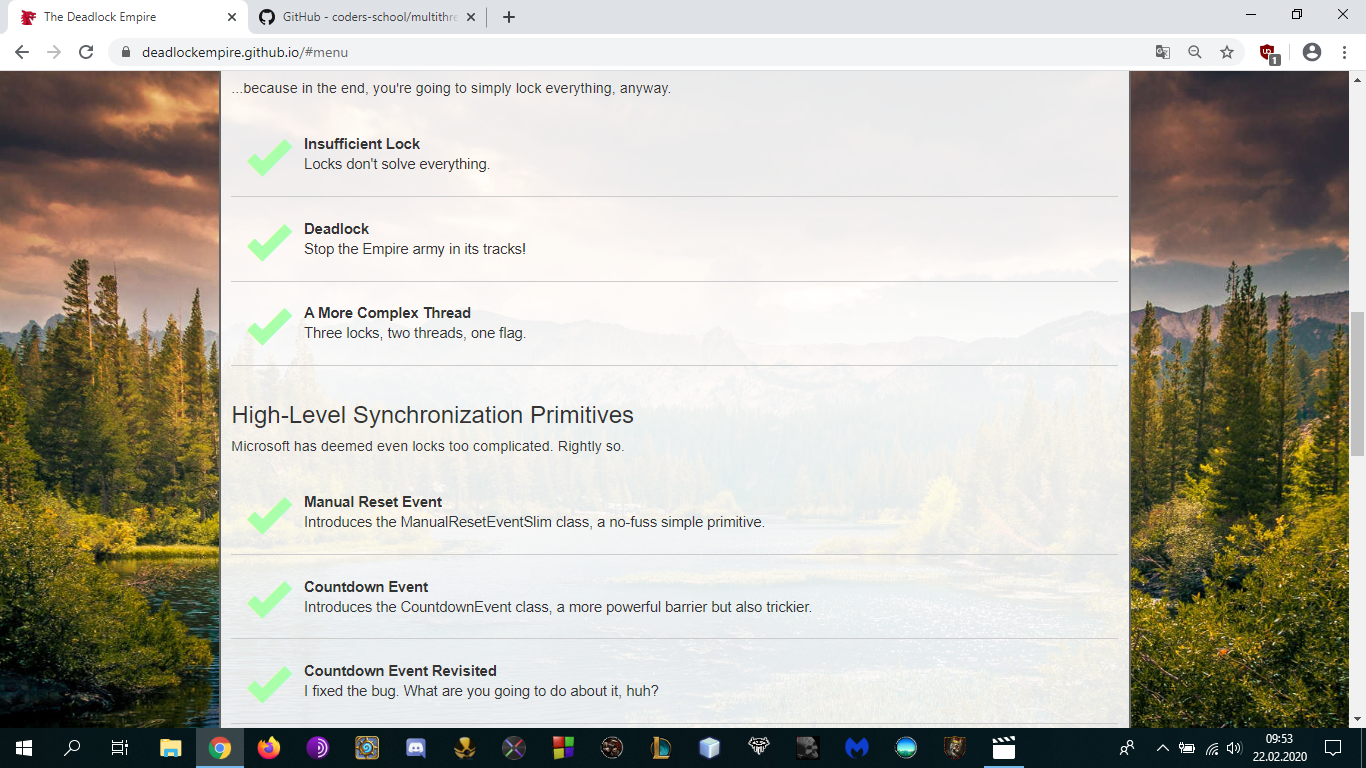 The Deadlock Empire
GitHub - coders-school/multithre
deadlockempire.github.io/#menu
1
...because in the end, you're going to simply lock everything, anyway.
Insufficient Lock
Locks don't solve everything.
Deadlock
Stop the Empire army in its tracks!
A More Complex Thread
Three locks, two threads, one flag.
High-Level Synchronization Primitives
Microsoft has deemed even locks too complicated. Rightly so.
Manual Reset Event
Introduces the ManualResetEventSlim class, a no-fuss simple primitive.
Countdown Event
Introduces the CountdownEvent class, a more powerful barrier but also trickier.
Countdown Event Revisited
I fixed the bug. What are you going to do about it, huh?
09:53
22.02.2020